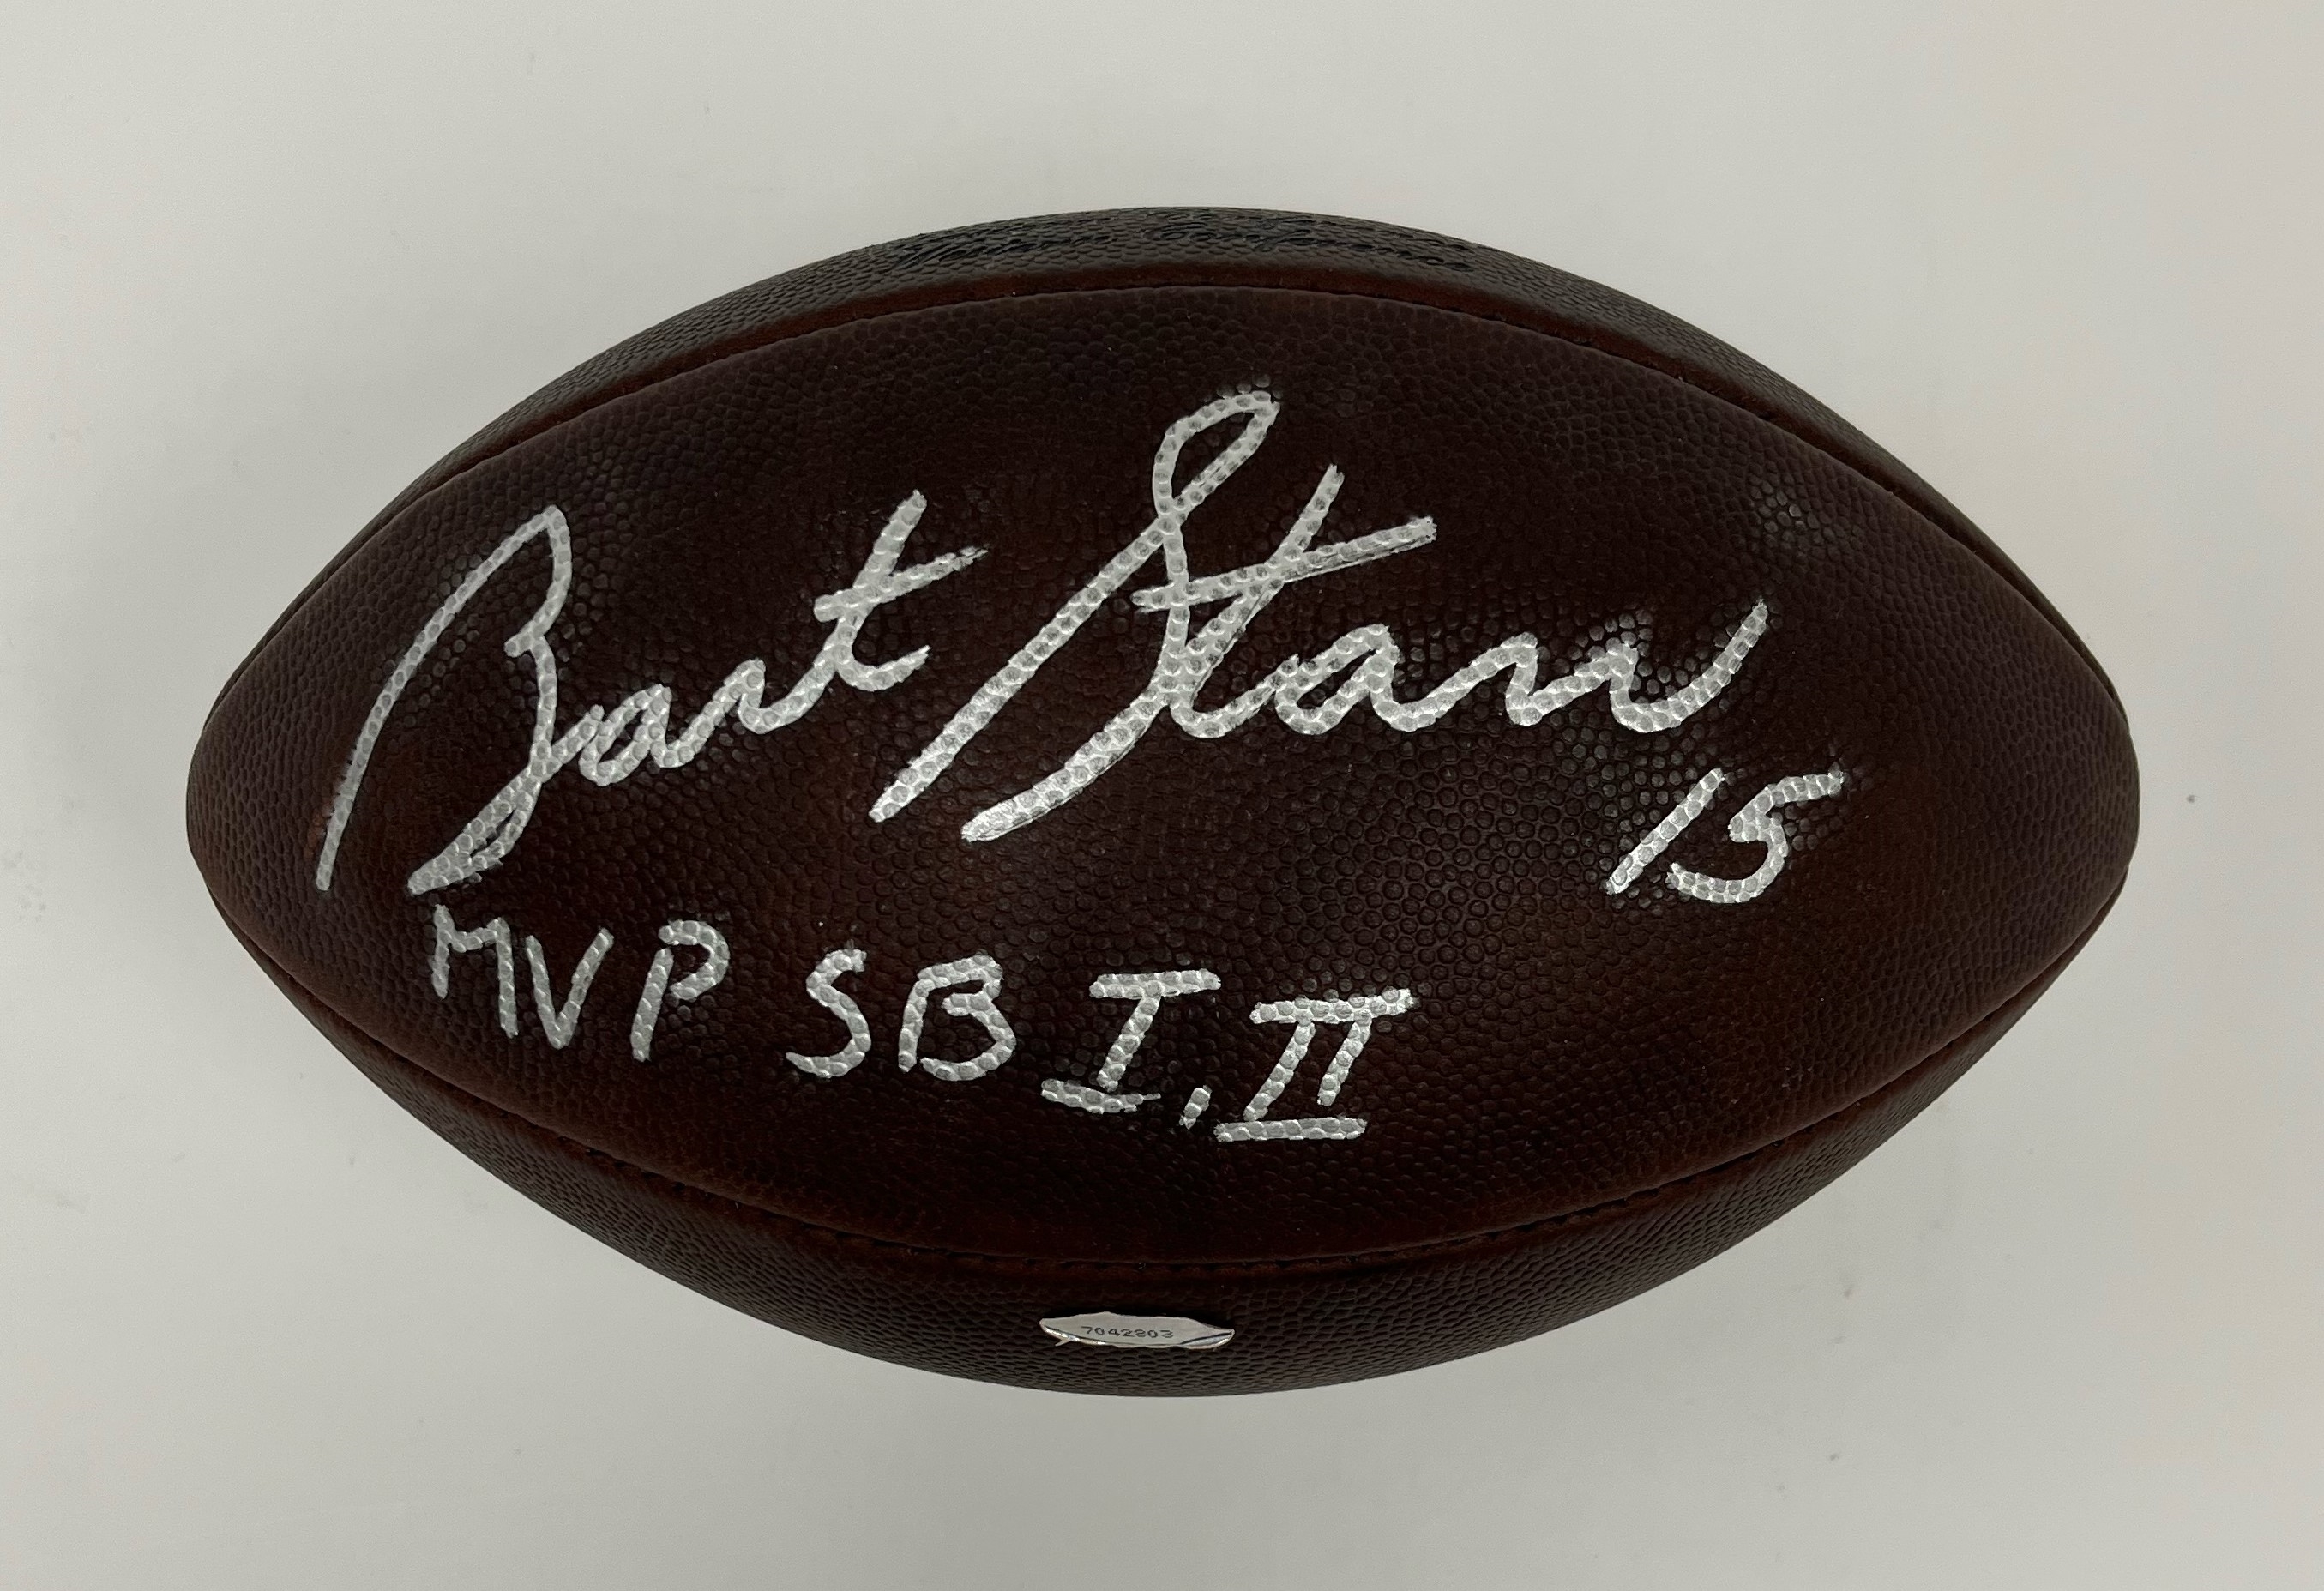 Bart Starr
15
MVP SB I, II
7042803